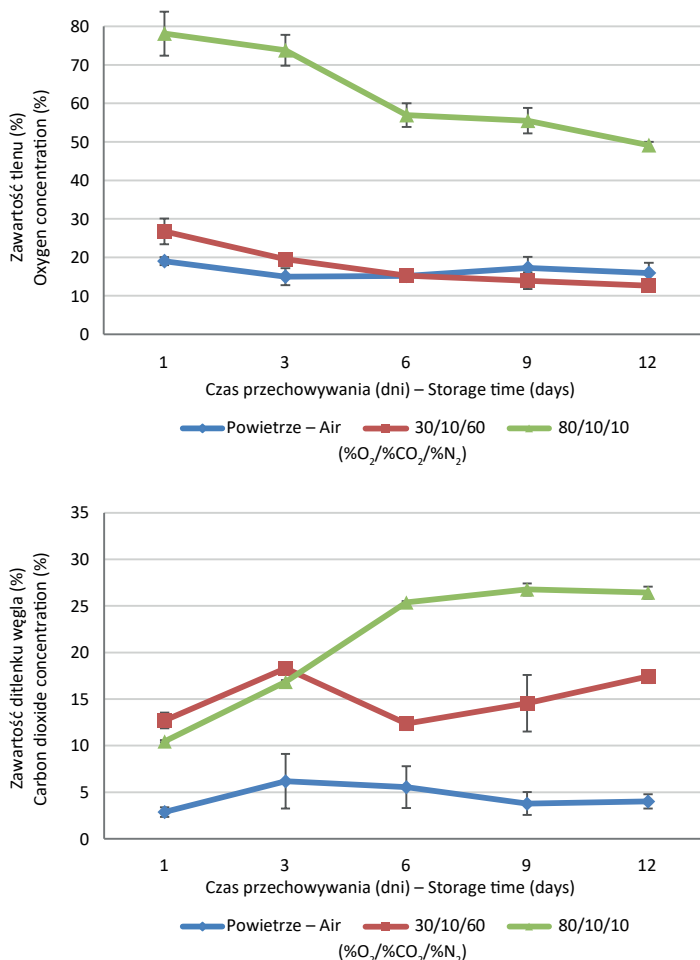 Zawartość tlenu (%)
Oxygen concentration (%)
80
70
60
50
40
30
20
10
0
1 3 6 9 12
Czas przechowywania (dni) – Storage time (days)
Powietrze – Air 30/10/60 80/10/10
(%O₂/%CO₂/%N₂)
Zawartość ditlenku węgla (%)
Carbon dioxide concentration (%)
35
30
25
20
15
10
5
0
1 3 6 9 12
Czas przechowywania (dni) – Storage time (days)
Powietrze – Air 30/10/60 80/10/10
(%O₂/%CO₂/%N₂)